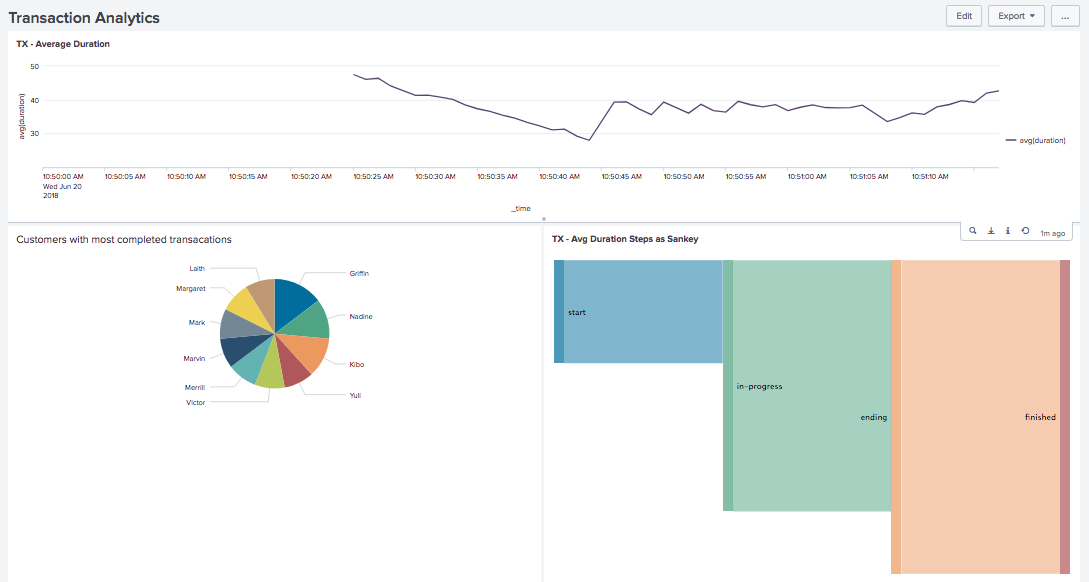 Transaction Analytics
Edit
Export
...
TX - Average Duration
50
40
30
avg(duration)
avg(duration)
10:50:00 AM
Wed Jun 20
2018
10:50:05 AM
10:50:10 AM
10:50:15 AM
10:50:20 AM
10:50:25 AM
10:50:30 AM
10:50:35 AM
10:50:40 AM
10:50:45 AM
10:50:50 AM
10:50:55 AM
10:51:00 AM
10:51:05 AM
10:51:10 AM
_time
Customers with most completed transacations
Laith
Griffin
Margaret
Nadine
Mark
Marvin
Kibo
Merrill
Yuli
Victor
TX - Avg Duration Steps as Sankey
1m ago
start
in-progress
ending
finished